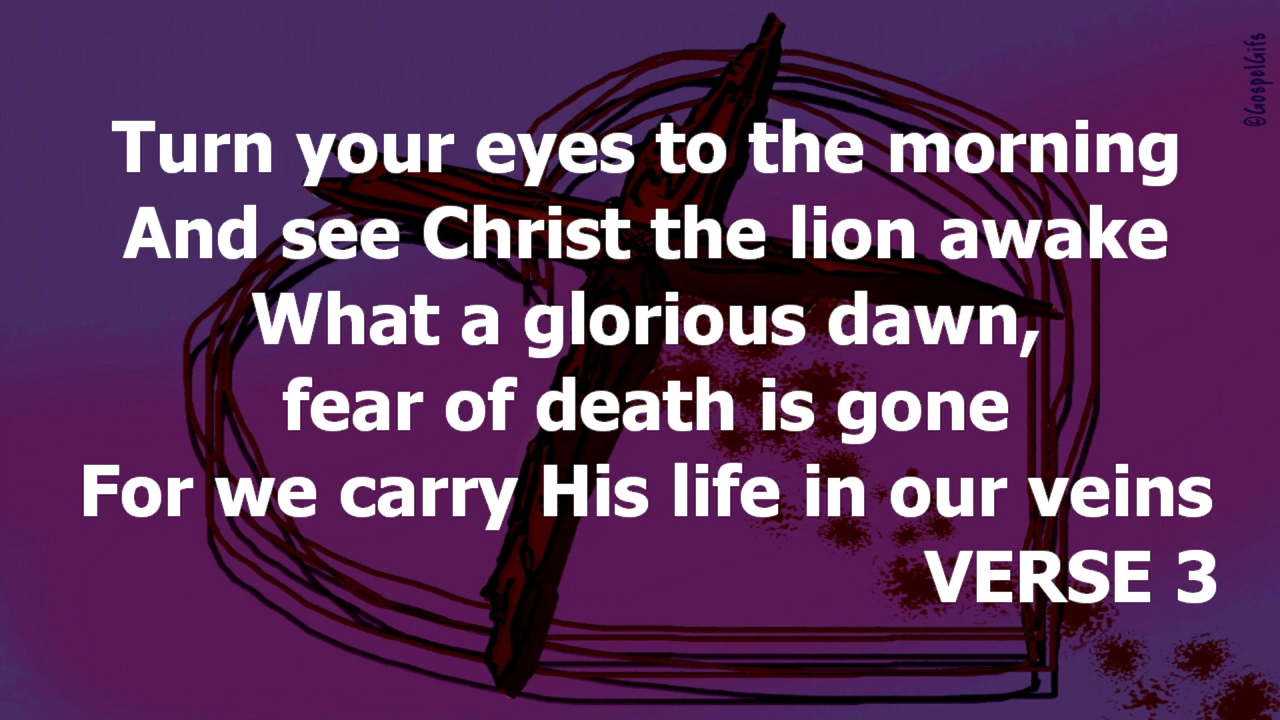 Turn your eyes to the morning
And see Christ the lion awake
What a glorious dawn,
fear of death is gone
For we carry His life in our veins
VERSE 3
©GospelGifs